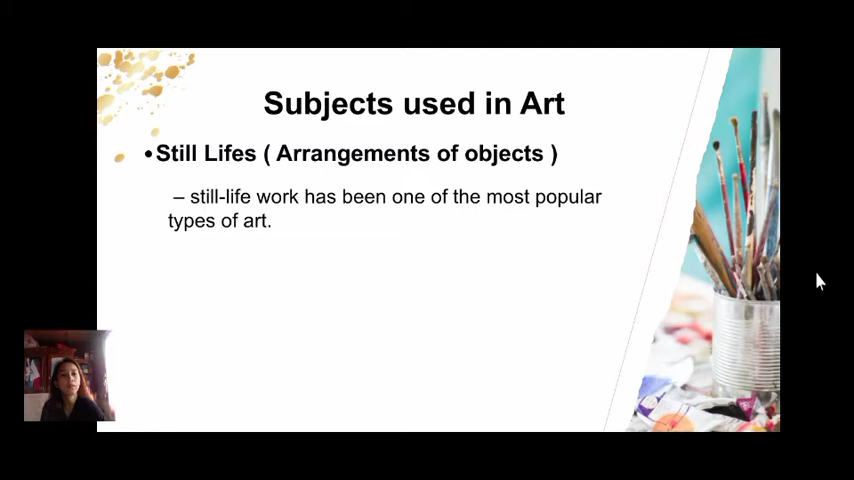 Subjects used in Art
•Still Lifes ( Arrangements of objects )
– still-life work has been one of the most popular
types of art.